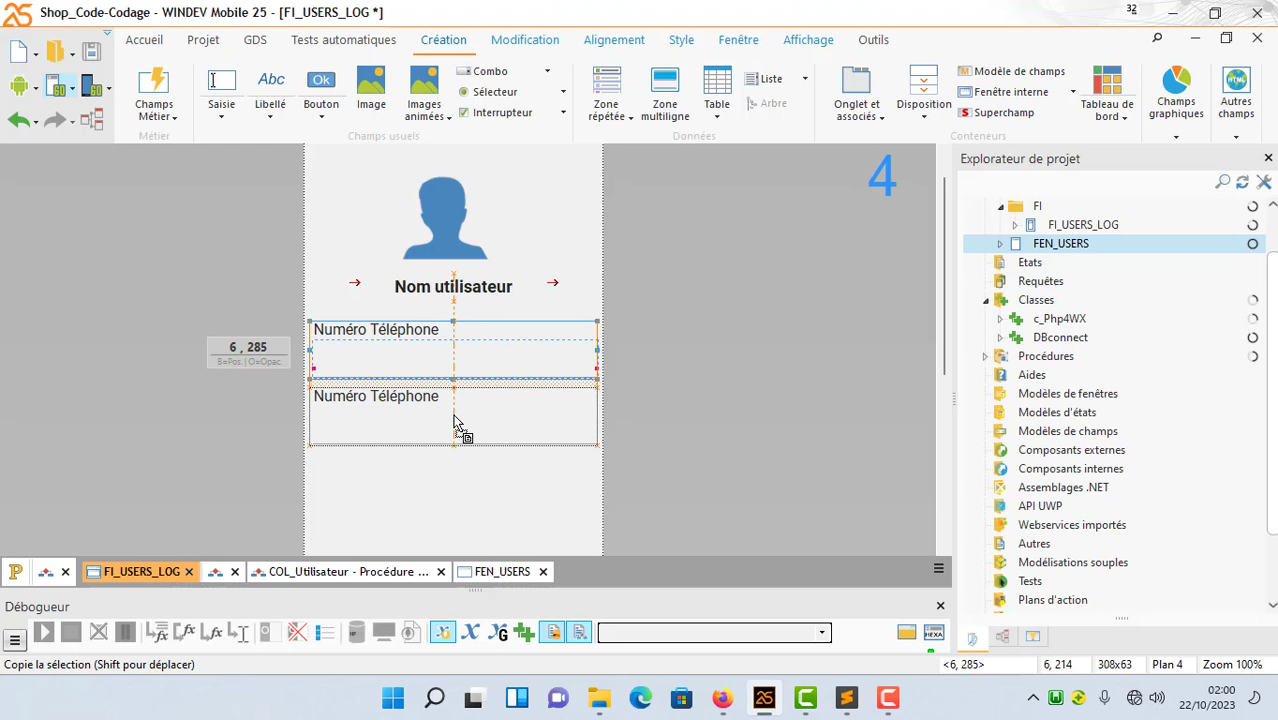 Shop_Code-Codage - WINDEV Mobile 25 - [FI_USERS_LOG *]
32
Accueil
Projet
GDS
Tests automatiques
Création
Modification
Alignement
Style
Fenêtre
Affichage
Outils
Champs Métier
Saisie
Abc
Libellé
Ok
Bouton
Image
Images animées
Combo
Sélecteur
Interrupteur
Zone répétée
Zone multiligne
Table
Liste
Arbre
Onglet et associés
Disposition
Modèle de champs
Fenêtre interne
Superchamp
Tableau de bord
Champs graphiques
Autres champs
Métier
Champs usuels
Données
Conteneurs
4
Nom utilisateur
Numéro Téléphone
6 , 285
B=Pos. | O=Opac.
Numéro Téléphone
Explorateur de projet
FI
FI_USERS_LOG
FEN_USERS
Etats
Requêtes
Classes
c_Php4WX
DBconnect
Procédures
Aides
Modèles de fenêtres
Modèles d'états
Modèles de champs
Composants externes
Composants internes
Assemblages .NET
API UWP
Webservices importés
Autres
Modélisations souples
Tests
Plans d'action
FI_USERS_LOG
COL_Utilisateur - Procédure ...
FEN_USERS
Débogueur
HEXA
Copie la sélection (Shift pour déplacer)
<6, 285>
6, 214
308x63
Plan 4
Zoom 100%
02:00
22/10/2023